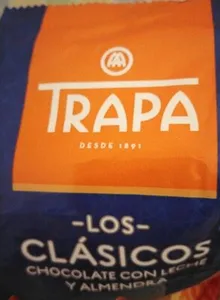 TRAPA
DESDE 1891
-LOS-
CLÁSICOS
CHOCOLATE CON LECHE
Y ALMENDRA